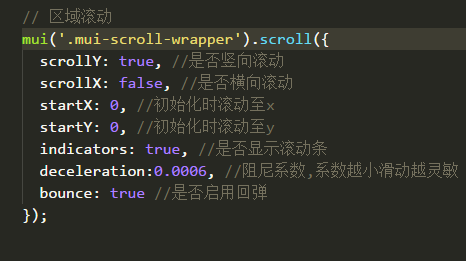 // 区域滚动
mui('.mui-scroll-wrapper').scroll({
scrollY: true, //是否竖向滚动
scrollX: false, //是否横向滚动
startX: 0, //初始化时滚动至x
startY: 0, //初始化时滚动至y
indicators: true, //是否显示滚动条
deceleration:0.0006, //阻尼系数,系数越小滑动越灵敏
bounce: true //是否启用回弹
});